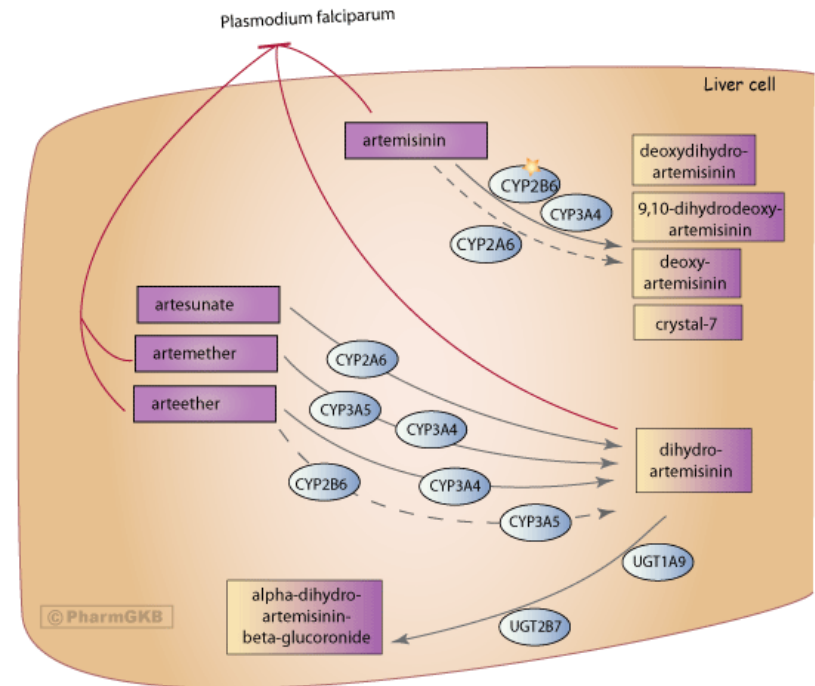 Plasmodium falciparum
Liver cell
artemisinin
CYP2B6
CYP3A4
CYP2A6
deoxydihydro-
artemisinin
9,10-dihydrodeoxy-
artemisinin
deoxy-
artemisinin
crystal-7
artesunate
artemether
arteether
CYP2A6
CYP3A5
CYP3A4
CYP2B6
CYP3A4
CYP3A5
dihydro-
artemisinin
UGT1A9
UGT2B7
alpha-dihydro-
artemisinin-
beta-glucoronide
© PharmGKB